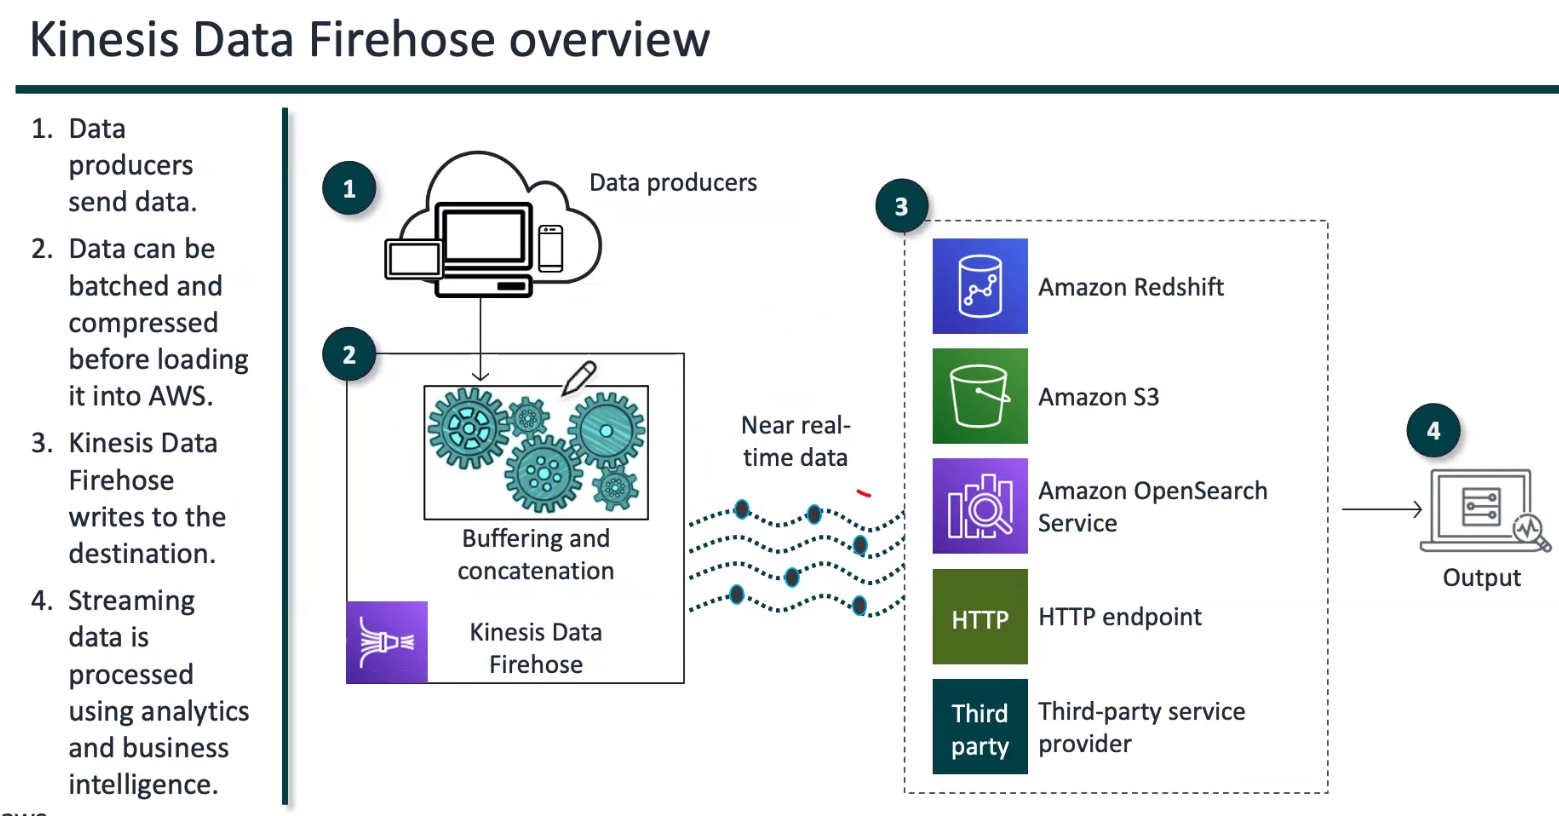 Kinesis Data Firehose overview
1. Data
producers
send data.
2. Data can be
batched and
compressed
before loading
it into AWS.
3. Kinesis Data
Firehose
writes to the
destination.
4. Streaming
data is
processed
using analytics
and business
intelligence.
1
Data producers
2
Buffering and
concatenation
Kinesis Data
Firehose
Near real-
time data
3
Amazon Redshift
Amazon S3
Amazon OpenSearch
Service
HTTP
HTTP endpoint
Third
party
Third-party service
provider
4
Output